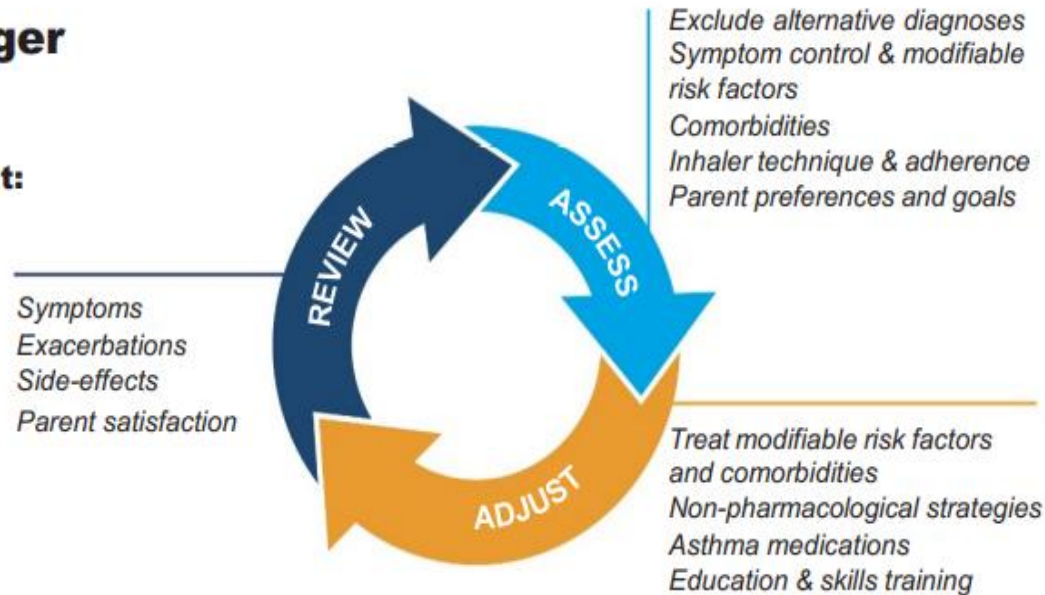 ger
t:
Exclude alternative diagnoses
Symptom control & modifiable
risk factors
Comorbidities
Inhaler technique & adherence
Parent preferences and goals
REVIEW
ASSESS
ADJUST
Symptoms
Exacerbations
Side-effects
Parent satisfaction
Treat modifiable risk factors
and comorbidities
Non-pharmacological strategies
Asthma medications
Education & skills training